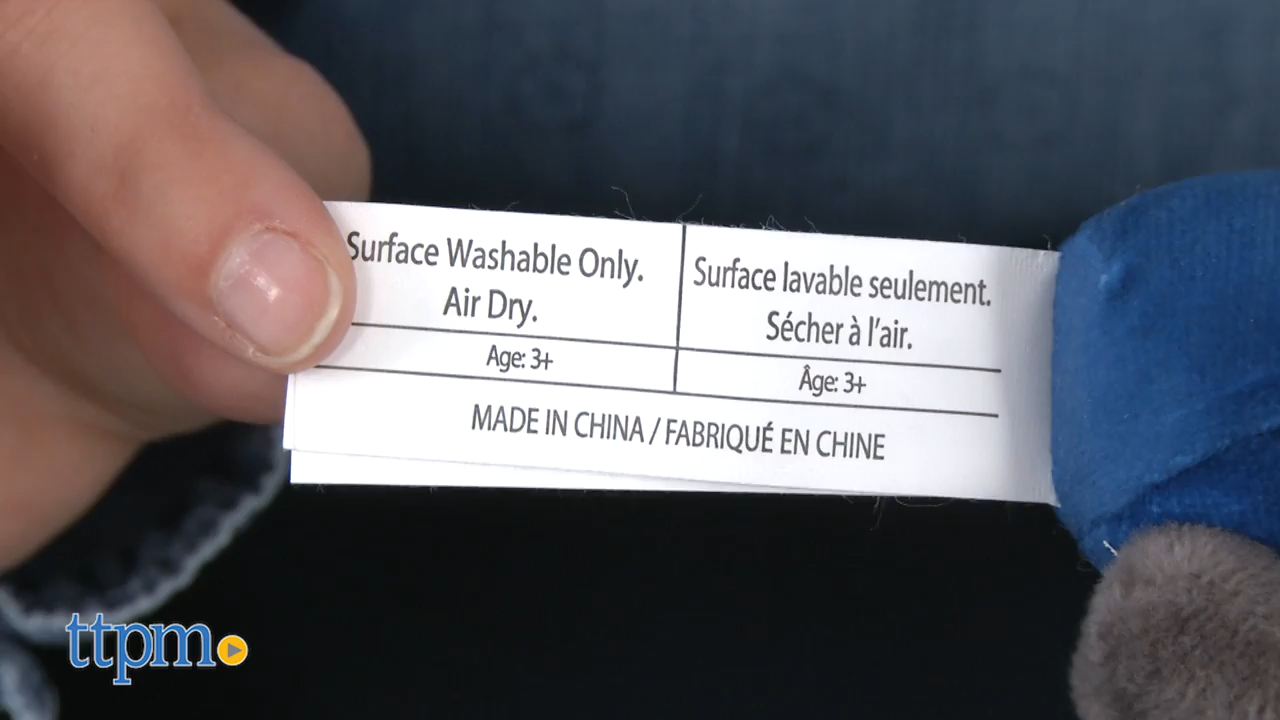 Surface Washable Only.
Air Dry.
Surface lavable seulement.
Sécher à l'air.
Age: 3+
Âge: 3+
MADE IN CHINA / FABRIQUÉ EN CHINE
ttpm